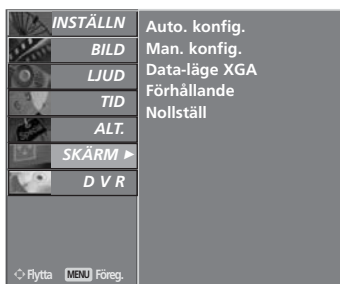 INSTÄLLN
BILD
LJUD
TID
ALT.
SKÄRM ►
D V R
Auto. konfig.
Man. konfig.
Data-läge XGA
Förhållande
Nollställ
Flytta MENU Föreg.